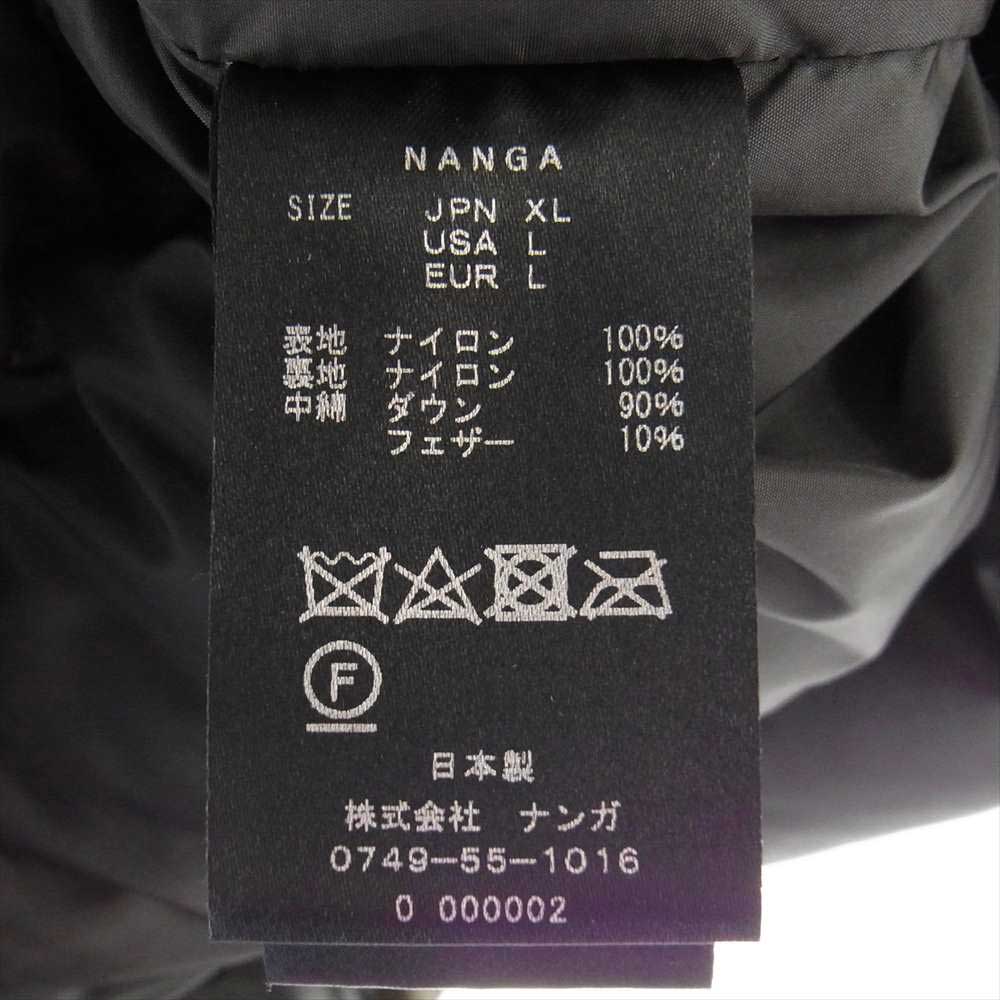 NANGA
SIZE JPN XL
USA L
EUR L
表地 ナイロン 100%
裏地 ナイロン 100%
中綿 ダウン 90%
フェザー 10%
F
日本製
株式会社 ナンガ
0749-55-1016
0 000002